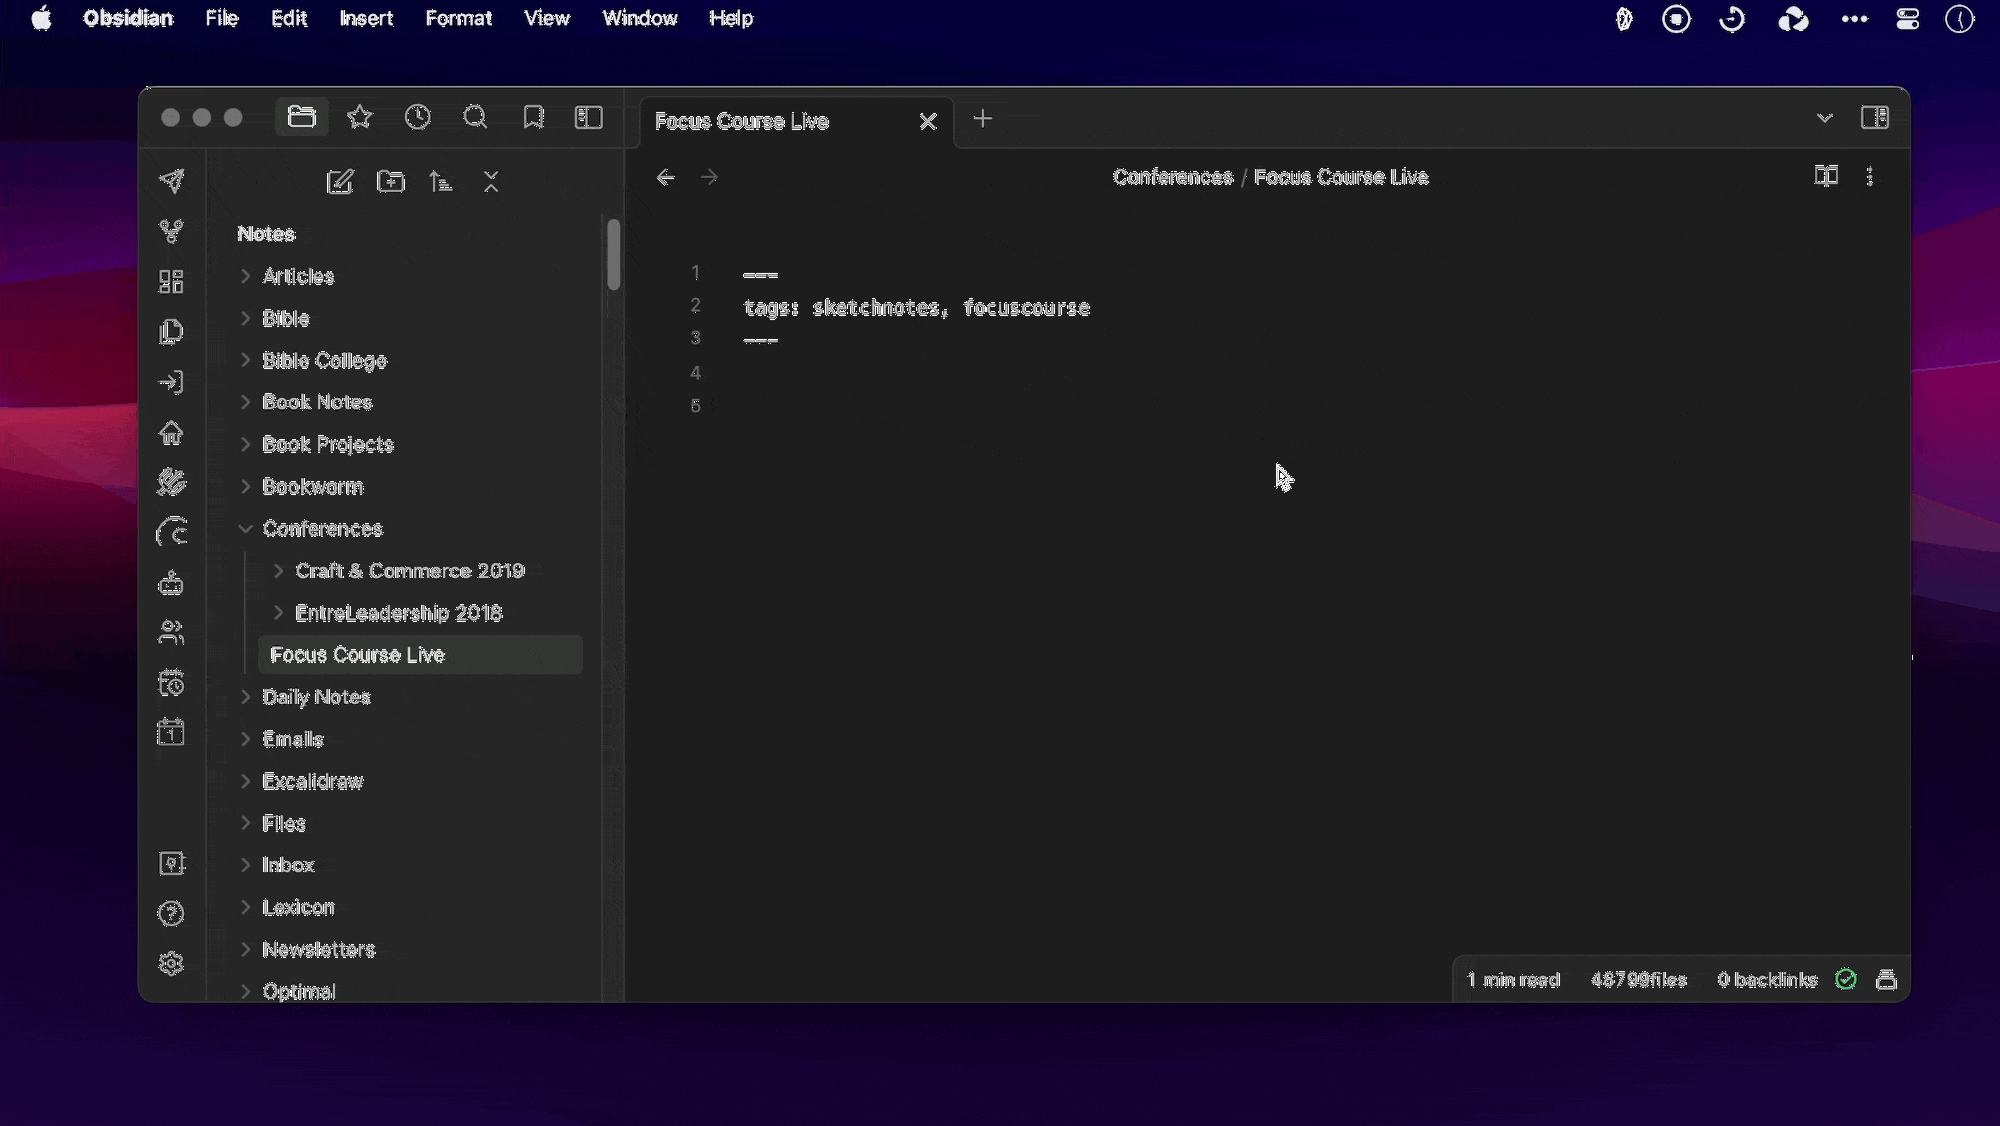 Obsidian File Edit Insert Format View Window Help
Focus Course Live
Conferences / Focus Course Live
Notes
Articles
Bible
Bible College
Book Notes
Book Projects
Bookworm
Conferences
Craft & Commerce 2019
EntreLeadership 2018
Focus Course Live
Daily Notes
Emails
Excalidraw
Files
Inbox
Lexicon
Newsletters
Optimal
1 ---
2 tags: sketchnotes, focuscourse
3 ---
4
5
1 min read 48799files 0 backlinks